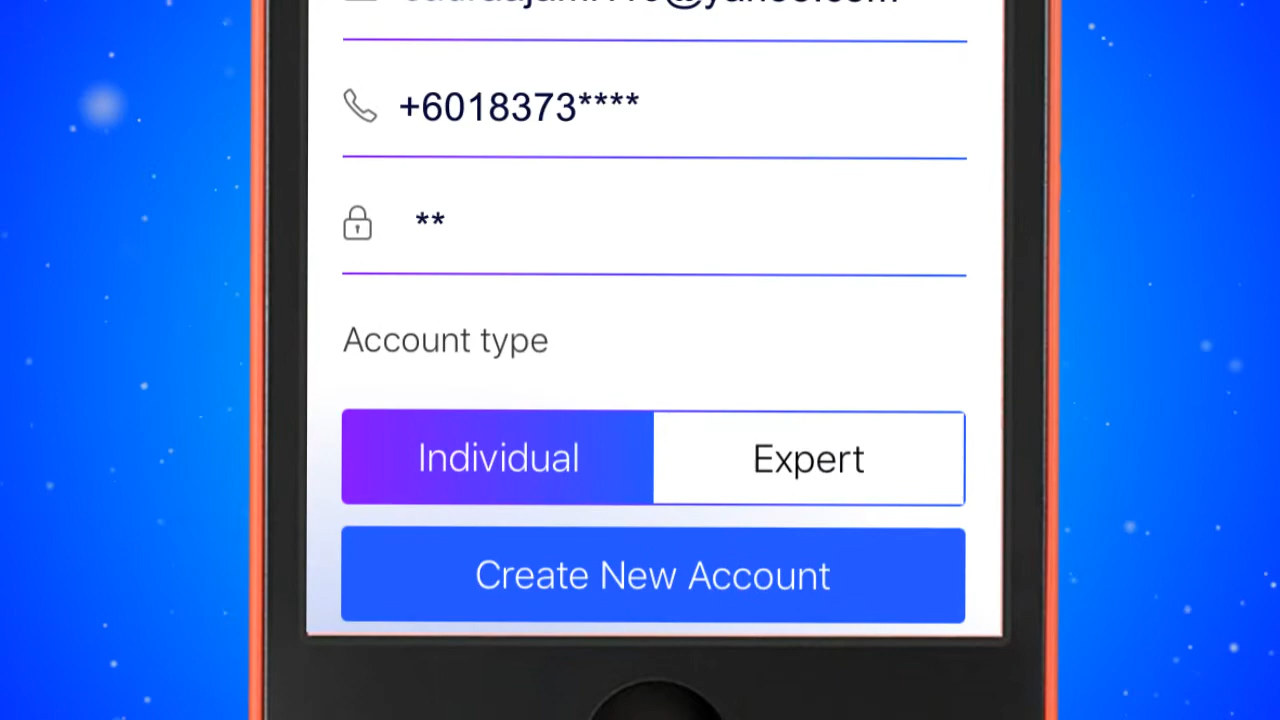 +6018373****
**
Account type
Individual Expert
Create New Account